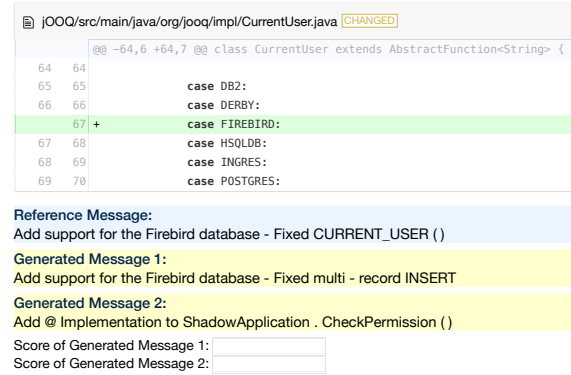 jOOQ/src/main/java/org/jooq/impl/CurrentUser.java CHANGED
@@ -64,6 +64,7 @@ class CurrentUser extends AbstractFunction<String> {
64 64
65 65 case DB2:
66 66 case DERBY:
67 + case FIREBIRD:
67 68 case HSQLDB:
68 69 case INGRES:
69 70 case POSTGRES:
Reference Message:
Add support for the Firebird database - Fixed CURRENT_USER ( )
Generated Message 1:
Add support for the Firebird database - Fixed multi - record INSERT
Generated Message 2:
Add @ Implementation to ShadowApplication . CheckPermission ( )
Score of Generated Message 1:
Score of Generated Message 2: